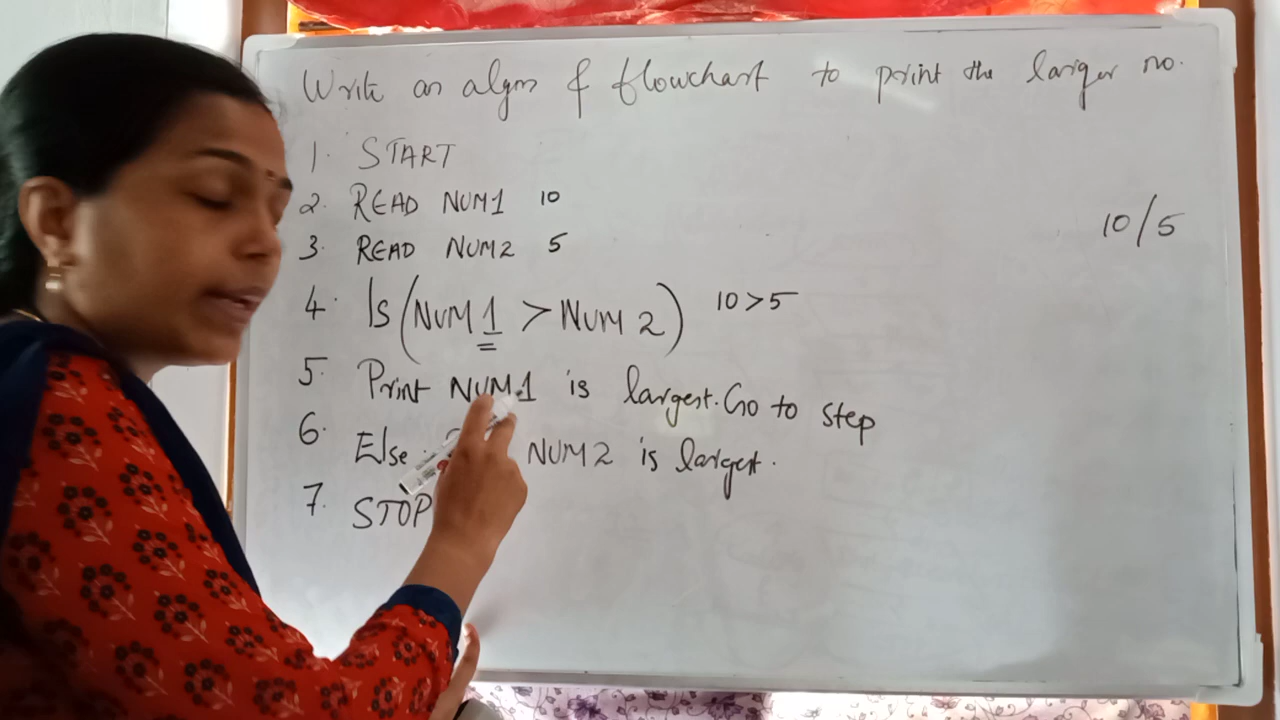 Write an algm & flowchart to print the larger no.
1. START
2. READ NUM1 10
10/5
3. READ NUM2 5
4. Is (NUM1 > NUM2) 10>5
5. Print NUM1 is largest. Go to step
6. Else NUM2 is largest.
7. STOP